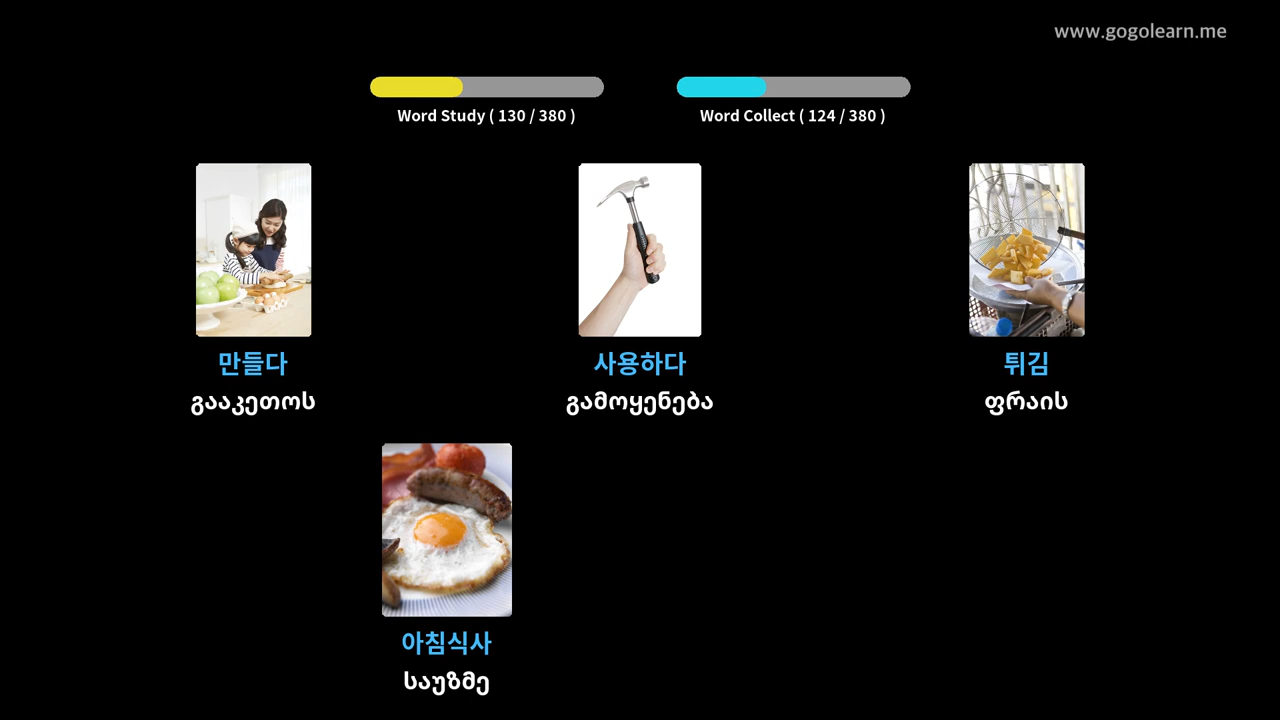 www.gogolearn.me
Word Study ( 130 / 380 )
Word Collect ( 124 / 380 )
만들다
გააკეთოს
사용하다
გამოყენება
튀김
ფრაის
아침식사
საუზმე